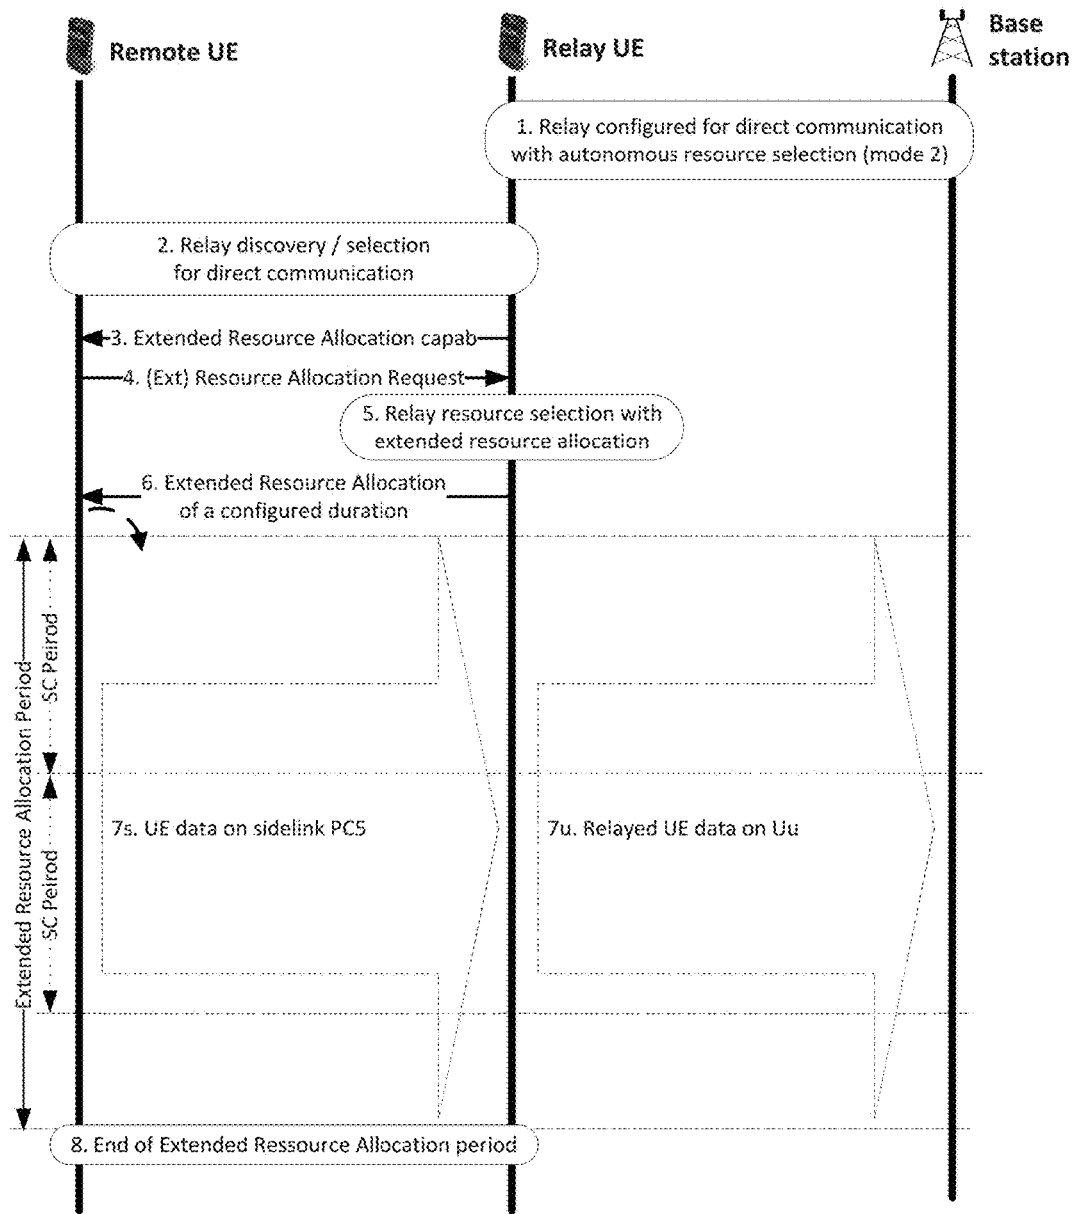 Remote UE
Relay UE
Base
station
1. Relay configured for direct communication
with autonomous resource selection (mode 2)
2. Relay discovery / selection
for direct communication
3. Extended Resource Allocation capab
4. (Ext) Resource Allocation Request
5. Relay resource selection with
extended resource allocation
6. Extended Resource Allocation
of a configured duration
Extended Resource Allocation Period
SC Peirod
SC Peirod
7s. UE data on sidelink PC5
7u. Relayed UE data on Uu
8. End of Extended Ressource Allocation period